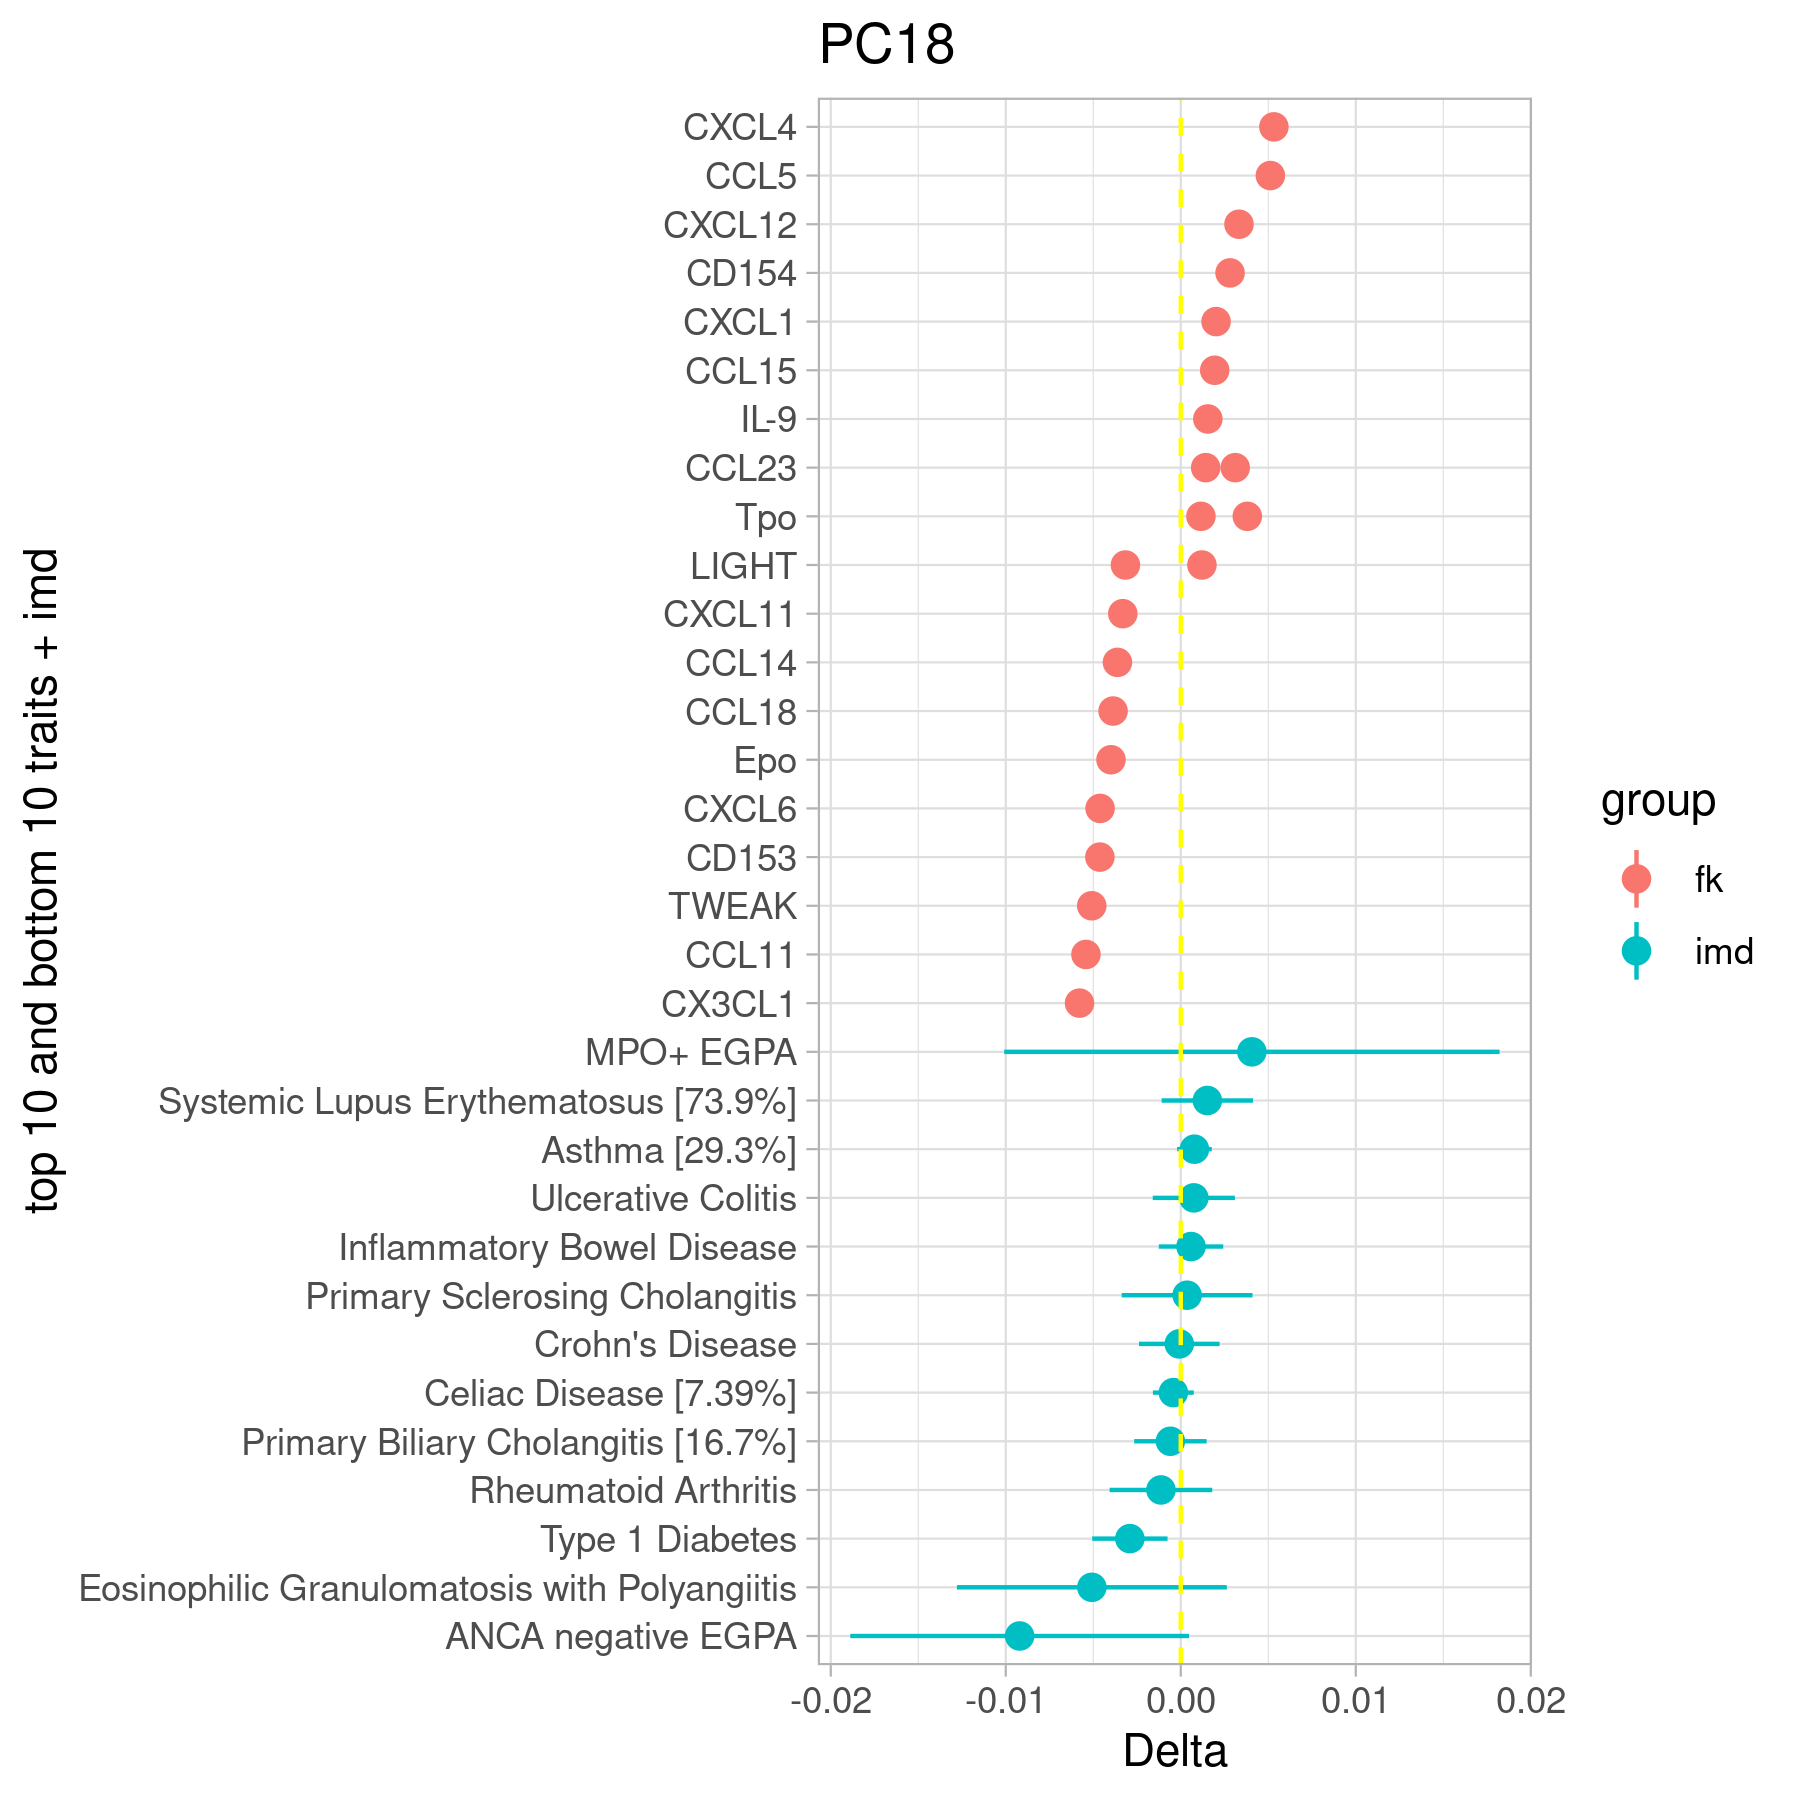 PC18
top 10 and bottom 10 traits + imd
CXCL4
CCL5
CXCL12
CD154
CXCL1
CCL15
IL-9
CCL23
Tpo
LIGHT
CXCL11
CCL14
CCL18
Epo
CXCL6
CD153
TWEAK
CCL11
CX3CL1
MPO+ EGPA
Systemic Lupus Erythematosus [73.9%]
Asthma [29.3%]
Ulcerative Colitis
Inflammatory Bowel Disease
Primary Sclerosing Cholangitis
Crohn's Disease
Celiac Disease [7.39%]
Primary Biliary Cholangitis [16.7%]
Rheumatoid Arthritis
Type 1 Diabetes
Eosinophilic Granulomatosis with Polyangiitis
ANCA negative EGPA
-0.02 -0.01 0.00 0.01 0.02
Delta
group
fk
imd